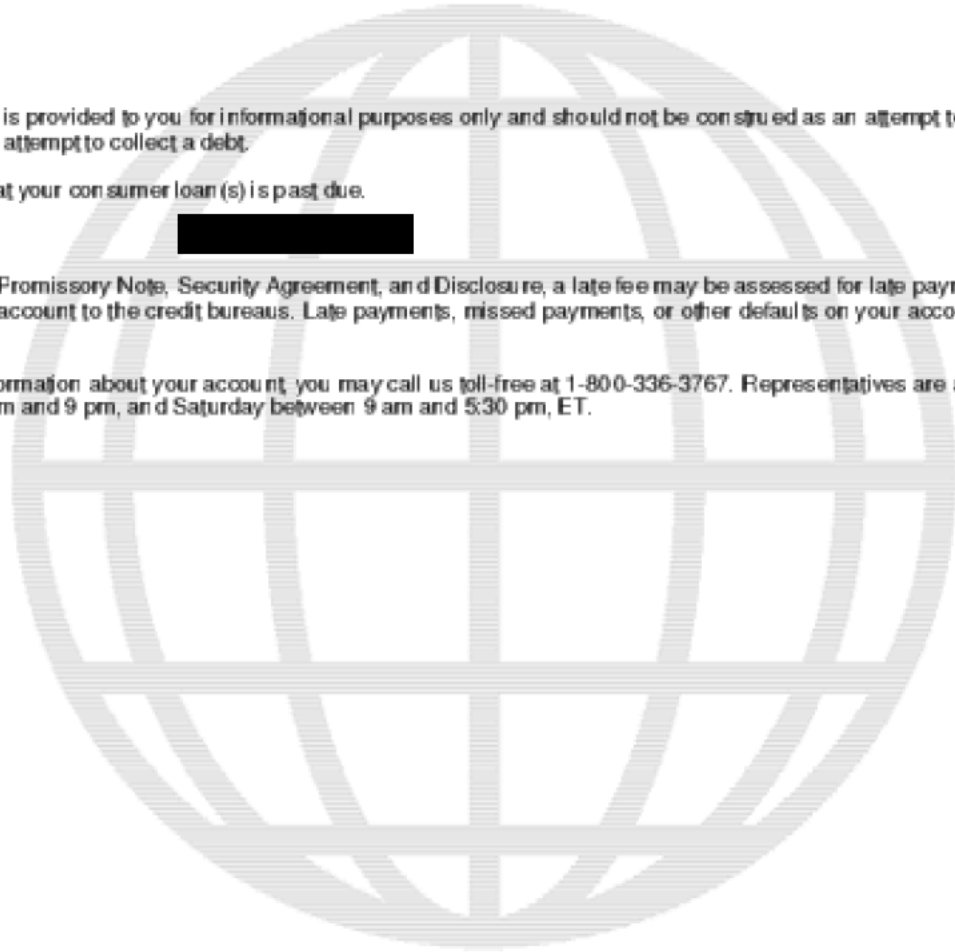 is provided to you for informational purposes only and should not be construed as an attempt
attempt to collect a debt.
your consumer loan(s) is past due.
Promissory Note, Security Agreement, and Disclosure, a late fee may be assessed for late
account to the credit bureaus. Late payments, missed payments, or other defaults on your
about your account, you may call us toll-free at 1-800-336-3767. Representatives are
and 9 pm, and Saturday between 9 am and 5:30 pm, ET.